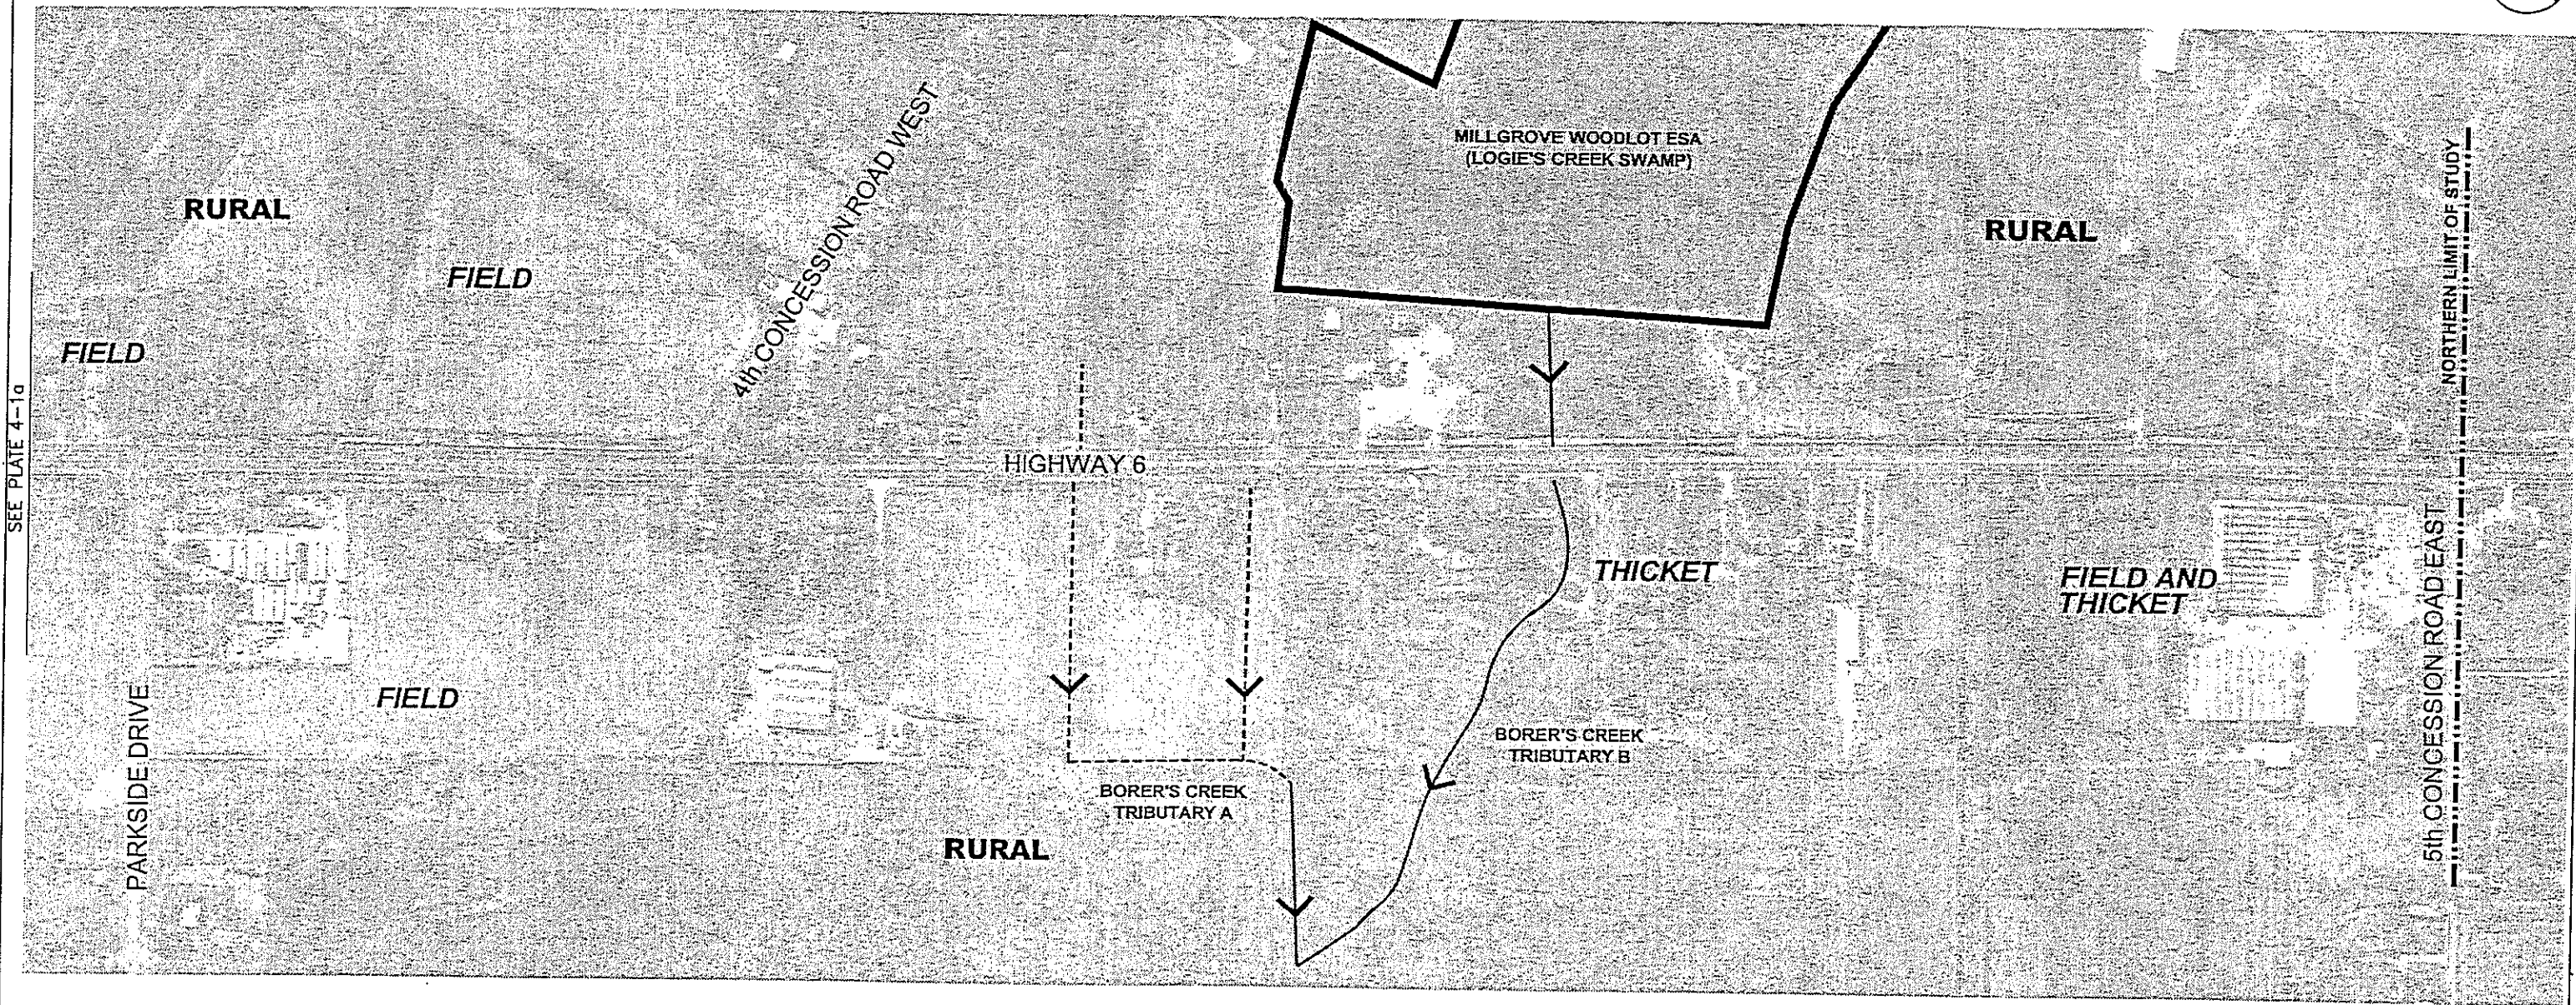 MILLGROVE WOODLOT ESA
(LOGIE'S CREEK SWAMP)
4th CONCESSION ROAD WEST
NORTHERN LIMIT OF STUDY
RURAL
RURAL
FIELD
FIELD
SEE PLATE 4-1a
HIGHWAY 6
THICKET
FIELD AND
THICKET
5th CONCESSION ROAD EAST
PARKSIDE DRIVE
FIELD
BORER'S CREEK
TRIBUTARY B
BORER'S CREEK
TRIBUTARY A
RURAL